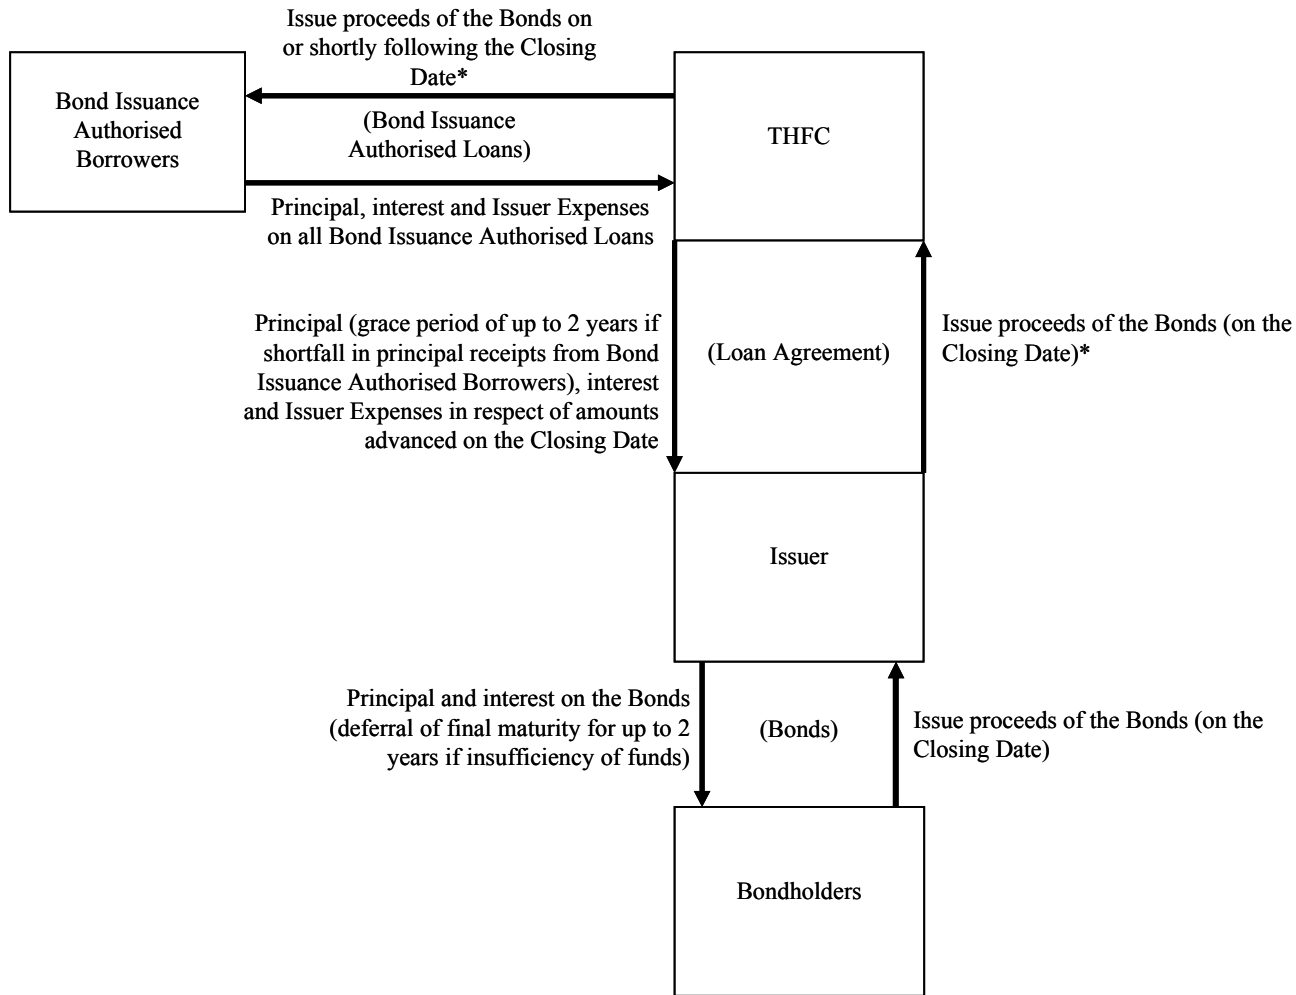 Issue proceeds of the Bonds on
or shortly following the Closing
Date*
Bond Issuance
Authorised
Borrowers
(Bond Issuance
Authorised Loans)
THFC
Principal, interest and Issuer Expenses
on all Bond Issuance Authorised Loans
Principal (grace period of up to 2 years if
shortfall in principal receipts from Bond
Issuance Authorised Borrowers), interest
and Issuer Expenses in respect of amounts
advanced on the Closing Date
(Loan Agreement)
Issue proceeds of the Bonds (on the
Closing Date)*
Issuer
Principal and interest on the Bonds
(deferral of final maturity for up to 2
years if insufficiency of funds)
(Bonds)
Issue proceeds of the Bonds (on the
Closing Date)
Bondholders